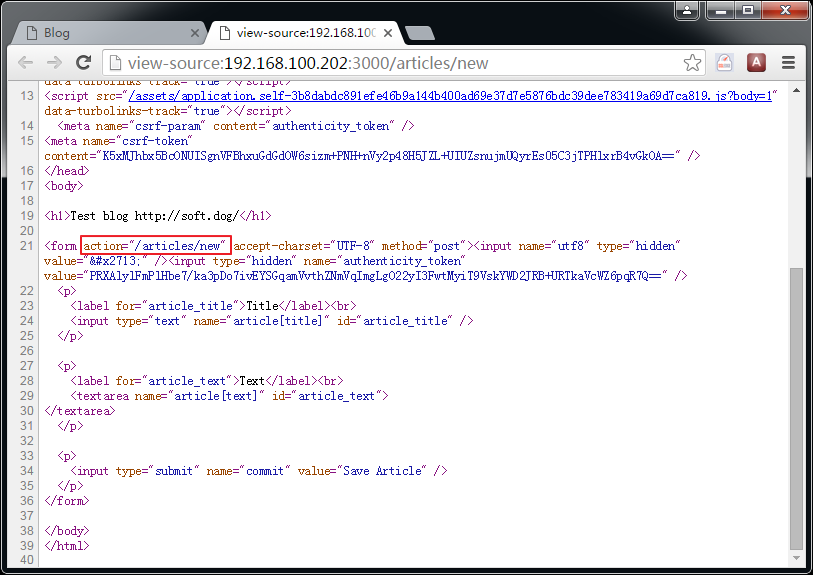 Blog
view-source:192.168.10
view-source:192.168.100.202:3000/articles/new
data-turbolinks-track="true"></script>
13 <script src="/assets/application.self-3b8dabdc891efe46b9a144b400ad69e37d7e5876bdc39dee783419a69d7ca819.js?body=1"
data-turbolinks-track="true"></script>
14 <meta name="csrf-param" content="authenticity_token" />
15 <meta name="csrf-token"
content="K5xMJhbx5BcONUISgnVFBhxuGdGdOW6sizm+PNH+nVy2p48H5JZL+UIUZsnujmUQyrEs05C3jTPHlxrB4vGkOA==" />
16 </head>
17 <body>
18
19 <h1>Test blog http://soft.dog/</h1>
20
21 <form action="/articles/new" accept-charset="UTF-8" method="post"><input name="utf8" type="hidden"
value="&#x2713;" /><input type="hidden" name="authenticity_token"
value="PRXAlylFmPlHbe7/ka3pDo7ivEYSGqamVvthZNmVqImgLgO22yI3FwtMyiT9VskYWD2JRB+URTkaVcWZ6pqR7Q==" />
22 <p>
23 <label for="article_title">Title</label><br>
24 <input type="text" name="article[title]" id="article_title" />
25 </p>
26
27 <p>
28 <label for="article_text">Text</label><br>
29 <textarea name="article[text]" id="article_text">
30 </textarea>
31 </p>
32
33 <p>
34 <input type="submit" name="commit" value="Save Article" />
35 </p>
36 </form>
37
38 </body>
39 </html>
40